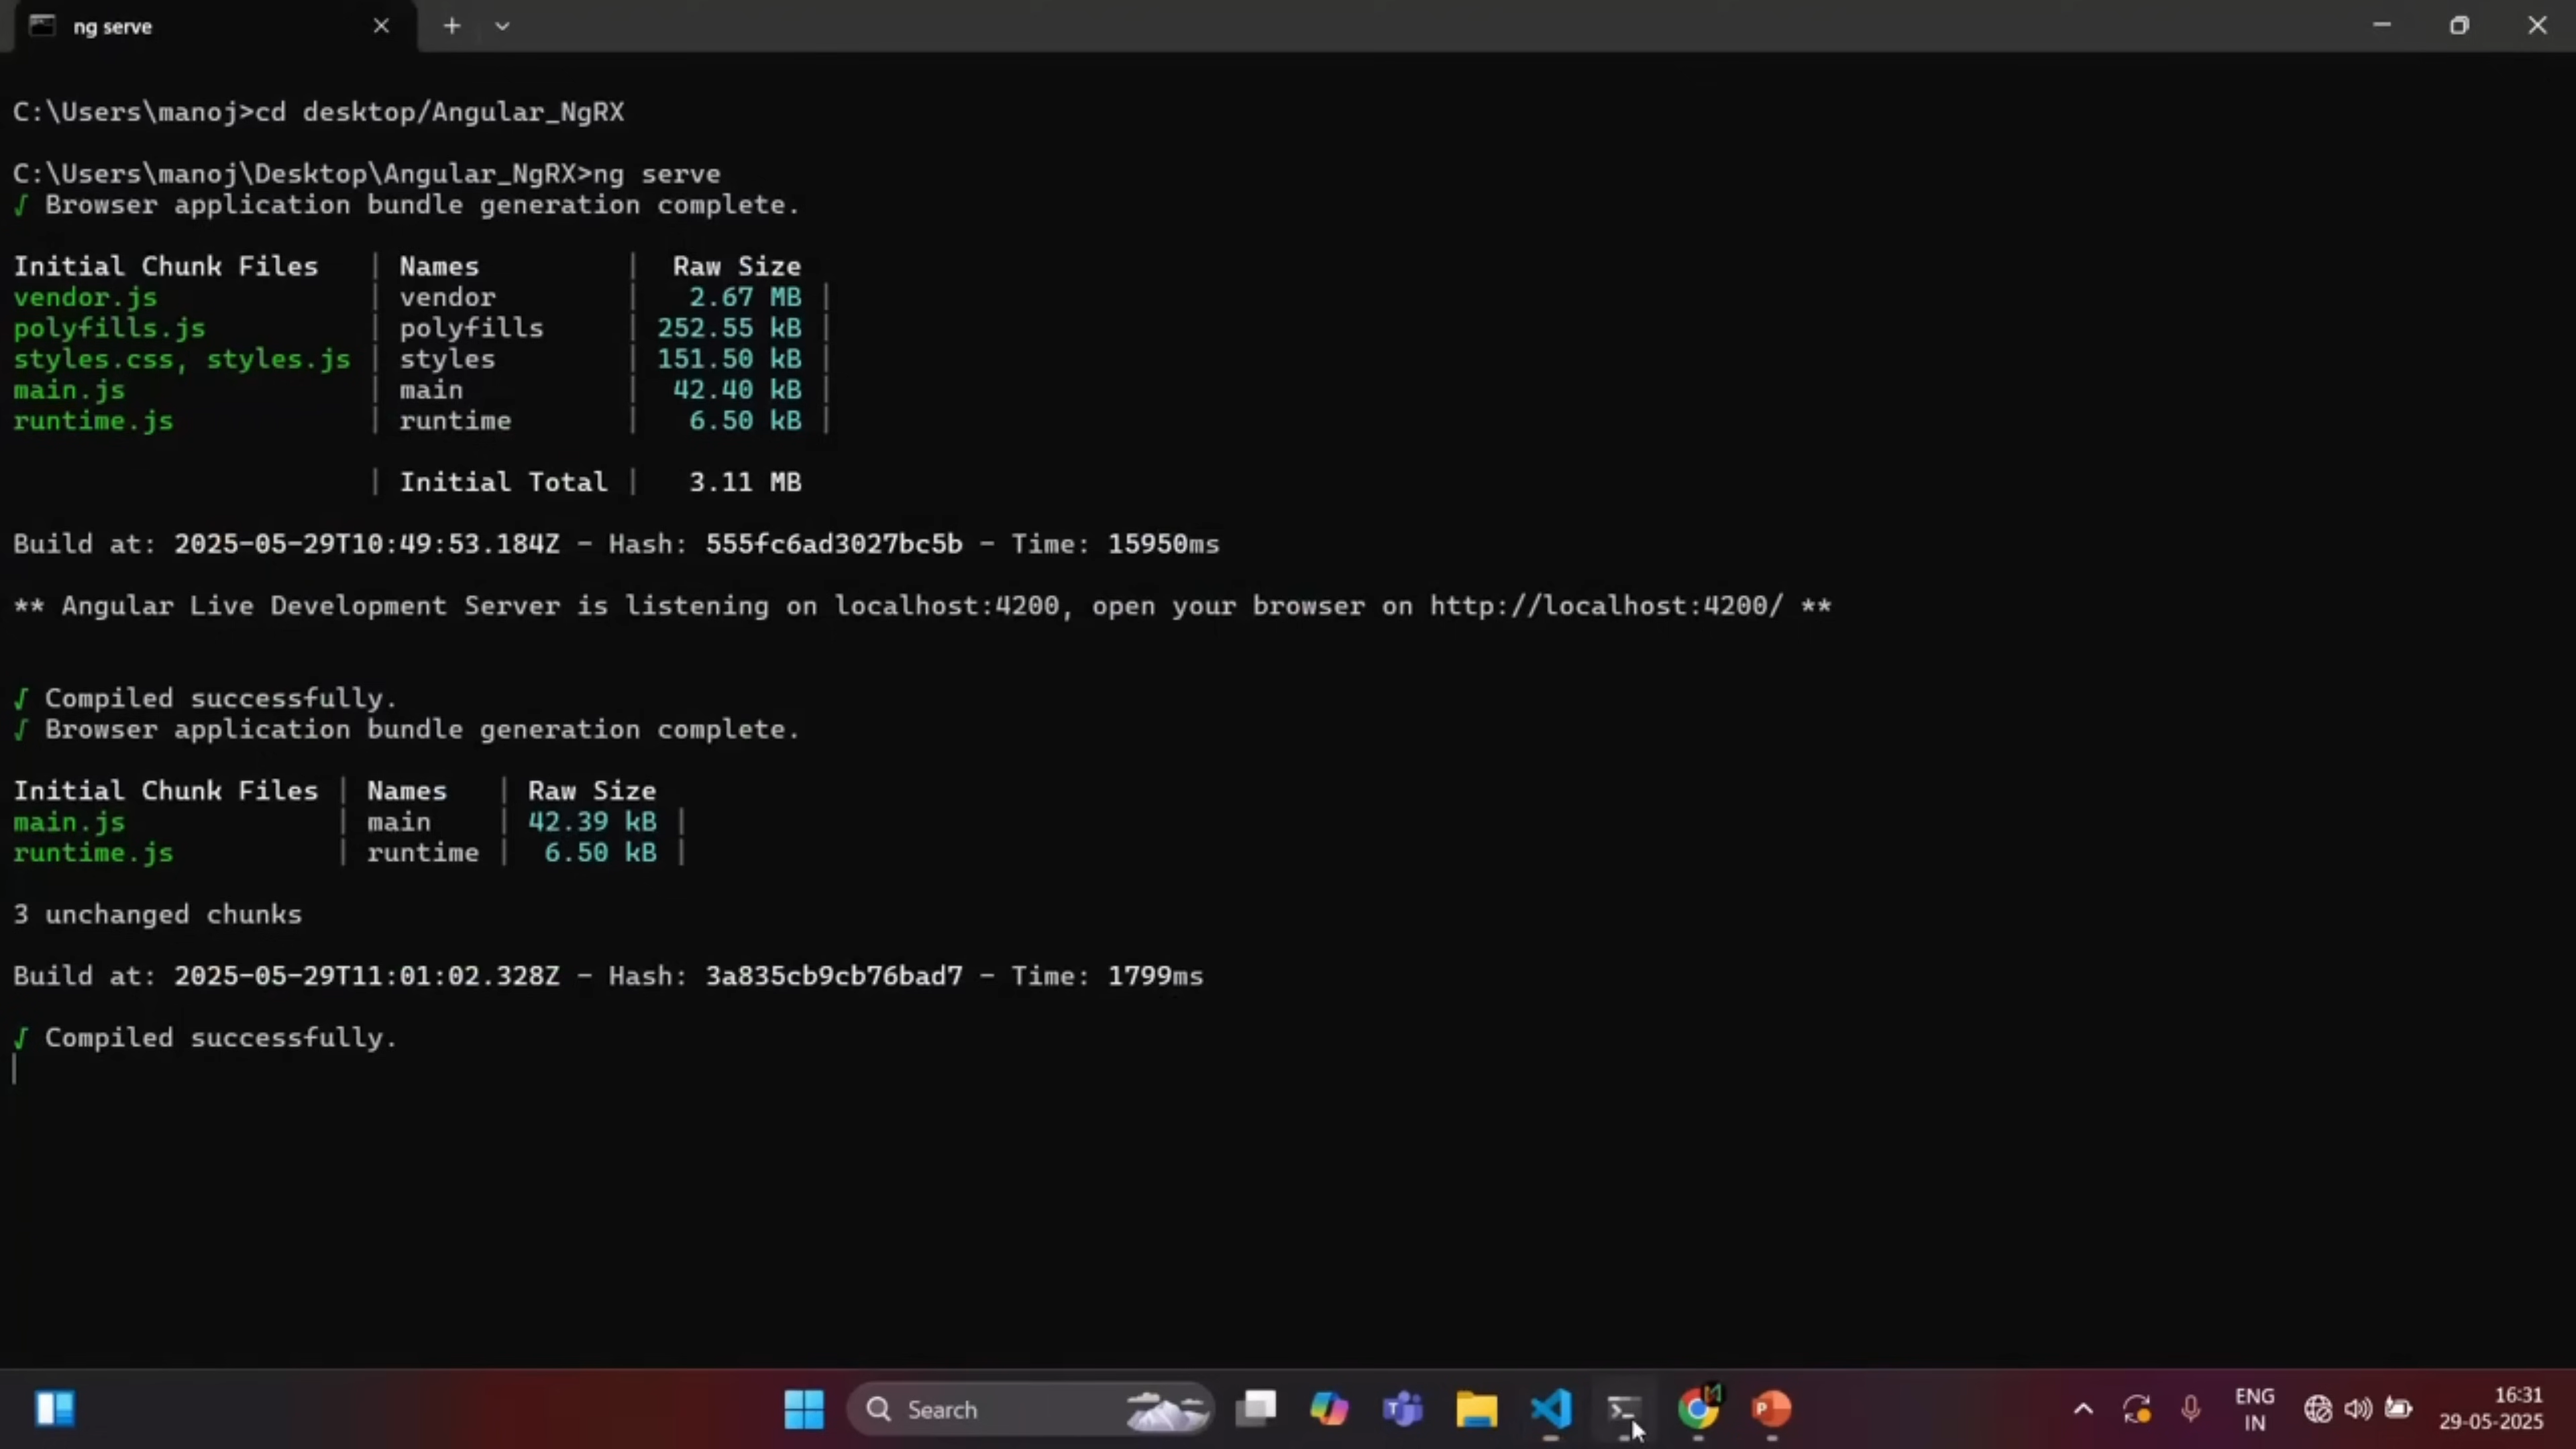 ng serve
C:\Users\manoj>cd desktop/Angular_NgRX
C:\Users\manoj\Desktop\Angular_NgRX>ng serve
√ Browser application bundle generation complete.
Initial Chunk Files | Names | Raw Size
vendor.js | vendor | 2.67 MB |
polyfills.js | polyfills | 252.55 kB |
styles.css, styles.js | styles | 151.50 kB |
main.js | main | 42.40 kB |
runtime.js | runtime | 6.50 kB |
| Initial Total | 3.11 MB
Build at: 2025-05-29T10:49:53.184Z - Hash: 555fc6ad3027bc5b - Time: 15950ms
** Angular Live Development Server is listening on localhost:4200, open your browser on http://localhost:4200/ **
√ Compiled successfully.
√ Browser application bundle generation complete.
Initial Chunk Files | Names | Raw Size
main.js | main | 42.39 kB |
runtime.js | runtime | 6.50 kB |
3 unchanged chunks
Build at: 2025-05-29T11:01:02.328Z - Hash: 3a835cb9cb76bad7 - Time: 1799ms
√ Compiled successfully.
Search
ENG
IN
16:31
29-05-2025